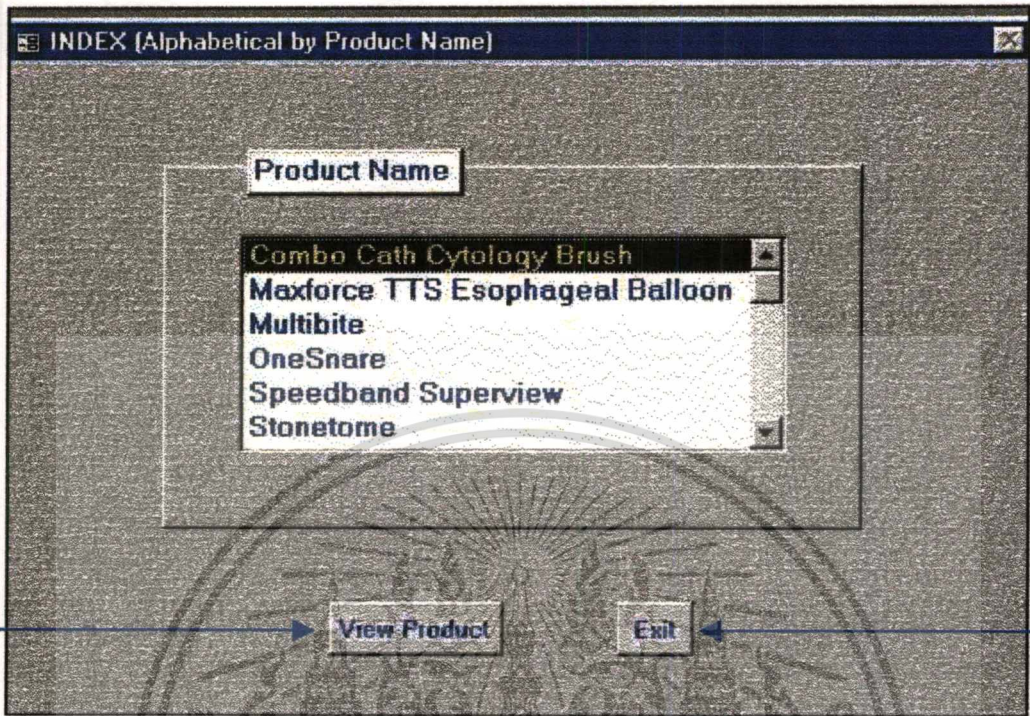 INDEX (Alphabetical by Product Name)
Product Name
Combo Cath Cytology Brush
Maxforce TTS Esophageal Balloon
Multibite
OneSnare
Speedband Superview
Stonetome
View Product Exit